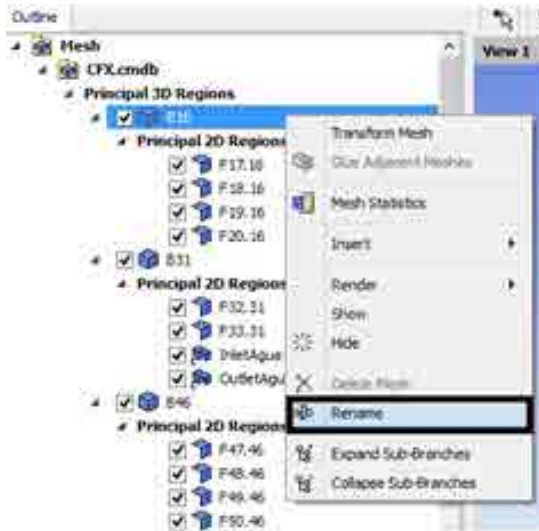 Outline
Mesh
View 1
CFX.cmdb
Principal 3D Regions
B16
Principal 2D Regions
F17.16
F18.16
F19.16
F20.16
B31
Principal 2D Regions
F32.31
F33.31
InletAgua
OutletAgu
B46
Principal 2D Regions
F47.46
F48.46
F49.46
F50.46
Transform Mesh
Glue Adjacent Meshes
Mesh Statistics
Insert
Render
Show
Hide
Delete Mesh
Rename
Expand Sub-Branches
Collapse Sub-Branches